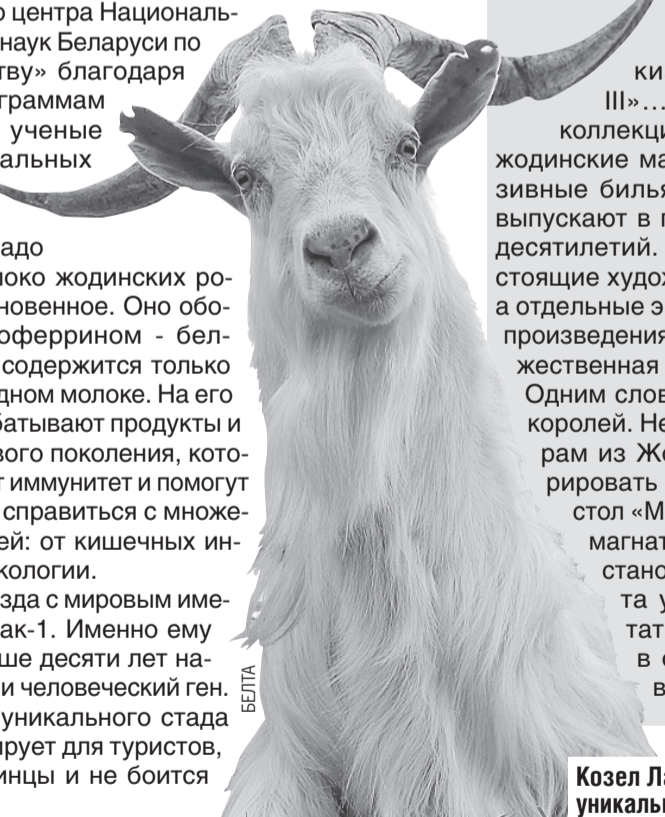 о центра Националь-
наук Беларуси по
тву» благодаря
граммам
ученые
альных
адо
локо жодинских ро-
новенное. Оно обо-
оферрином - бел-
содержится только
дном молоке. На его
батывают продукты и
вого поколения, кото-
т иммунитет и помогут
справиться с множе-
ей: от кишечных ин-
кологии.
зда с мировым име-
ак-1. Именно ему
ше десяти лет на-
и человеческий ген.
уникального стада
ирует для туристов,
инцы и не боится
БЕЛТА
ки
III»...
коллекци
жодинские ма
зивные билья
выпускают в п
десятилетий.
стоящие худож
а отдельные э
произведения
жественная
Одним слов
королей. Не
рам из Жо
рировать
стол «М
магнат
стано
та у
тат
в с
в
Козел Ла
уникаль